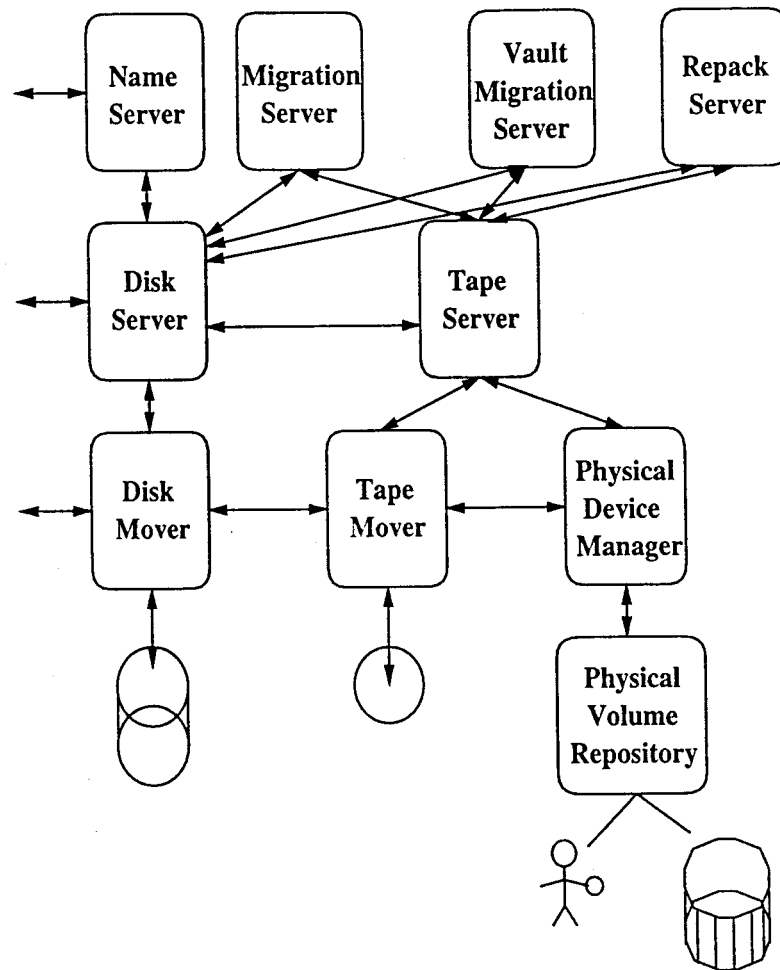 Name
Server
Migration
Server
Vault
Migration
Server
Repack
Server
Disk
Server
Tape
Server
Disk
Mover
Tape
Mover
Physical
Device
Manager
Physical
Volume
Repository